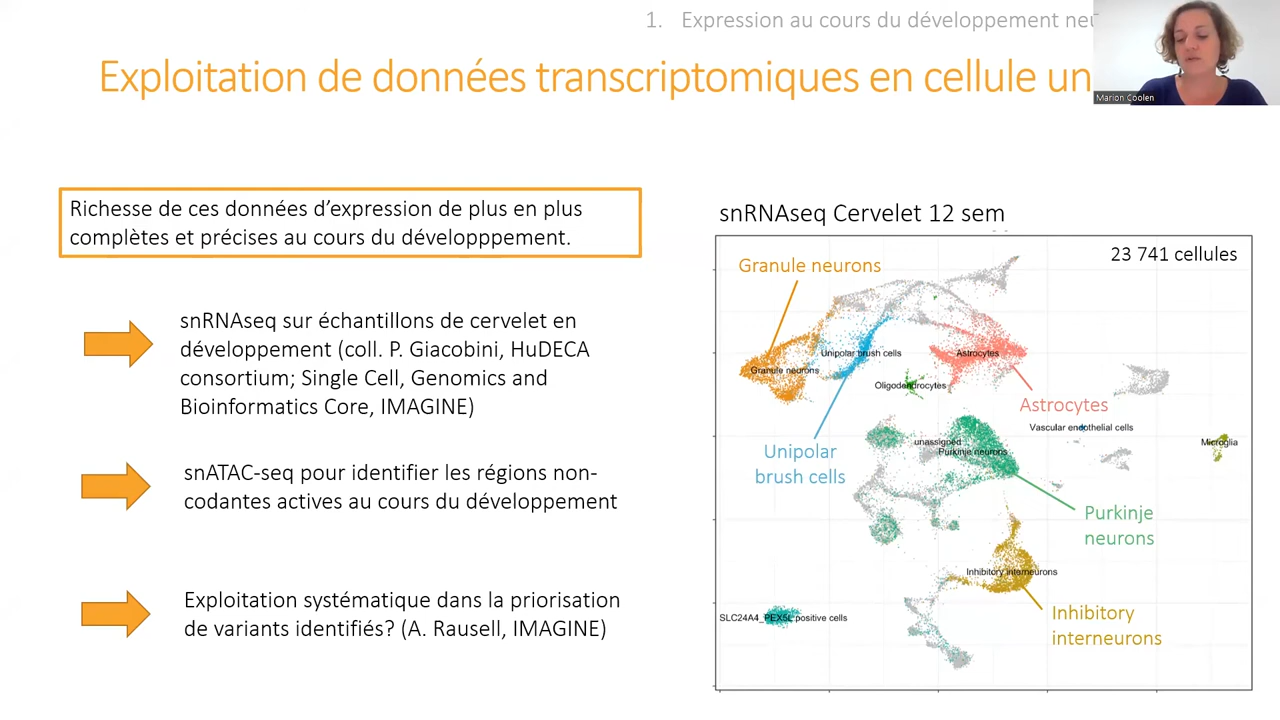 1. Expression au cours du développement neu
Exploitation de données transcriptomiques en cellule un
Marion Coolen
Richesse de ces données d’expression de plus en plus
complètes et précises au cours du développpement.
snRNAseq sur échantillons de cervelet en
développement (coll. P. Giacobini, HuDECA
consortium; Single Cell, Genomics and
Bioinformatics Core, IMAGINE)
snATAC-seq pour identifier les régions non-
codantes actives au cours du développement
Exploitation systématique dans la priorisation
de variants identifiés? (A. Rausell, IMAGINE)
snRNAseq Cervelet 12 sem
23 741 cellules
Granule neurons
Unipolar brush cells
Astrocytes
Granule neurons
Oligodendrocytes
Astrocytes
Vascular endothelial cells
unassigned
Microglia
Purkinje neurons
Unipolar
brush cells
Purkinje
neurons
Inhibitory interneurons
Inhibitory
interneurons
SLC24A4_PEX5L positive cells